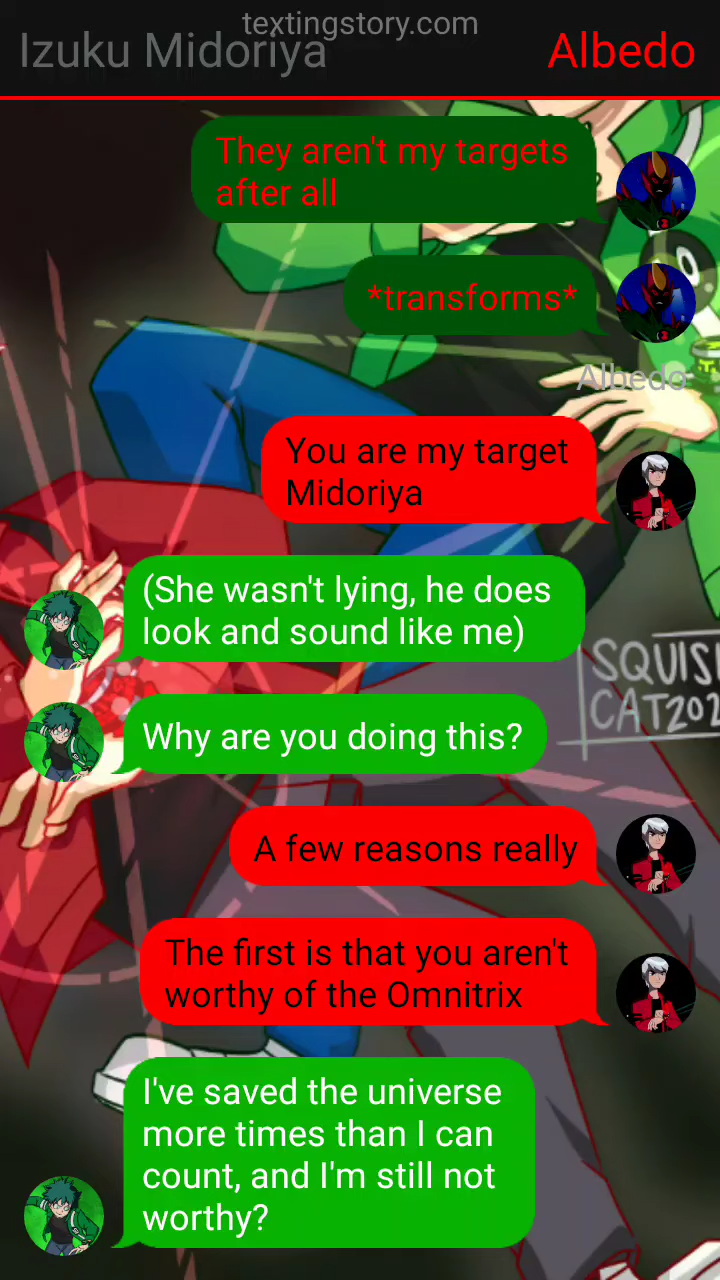 textingstory.com
Izuku Midoriya
Albedo
They aren't my targets
after all
*transforms*
Albedo
You are my target
Midoriya
(She wasn't lying, he does
look and sound like me)
Why are you doing this?
A few reasons really
The first is that you aren't
worthy of the Omnitrix
SQUIS
CAT202
I've saved the universe
more times than I can
count, and I'm still not
worthy?